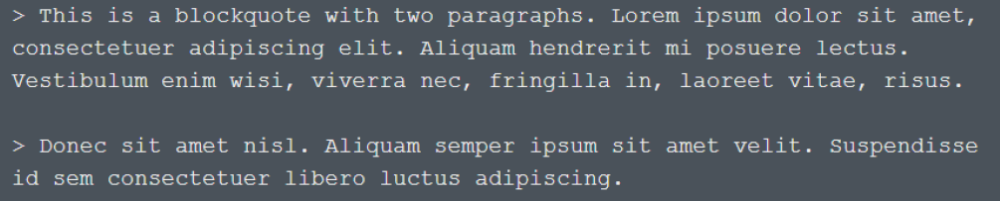 > This is a blockquote with two paragraphs. Lorem ipsum dolor sit amet,
consectetuer adipiscing elit. Aliquam hendrerit mi posuere lectus.
Vestibulum enim wisi, viverra nec, fringilla in, laoreet vitae, risus.

> Donec sit amet nisl. Aliquam semper ipsum sit amet velit. Suspendisse
id sem consectetuer libero luctus adipiscing.